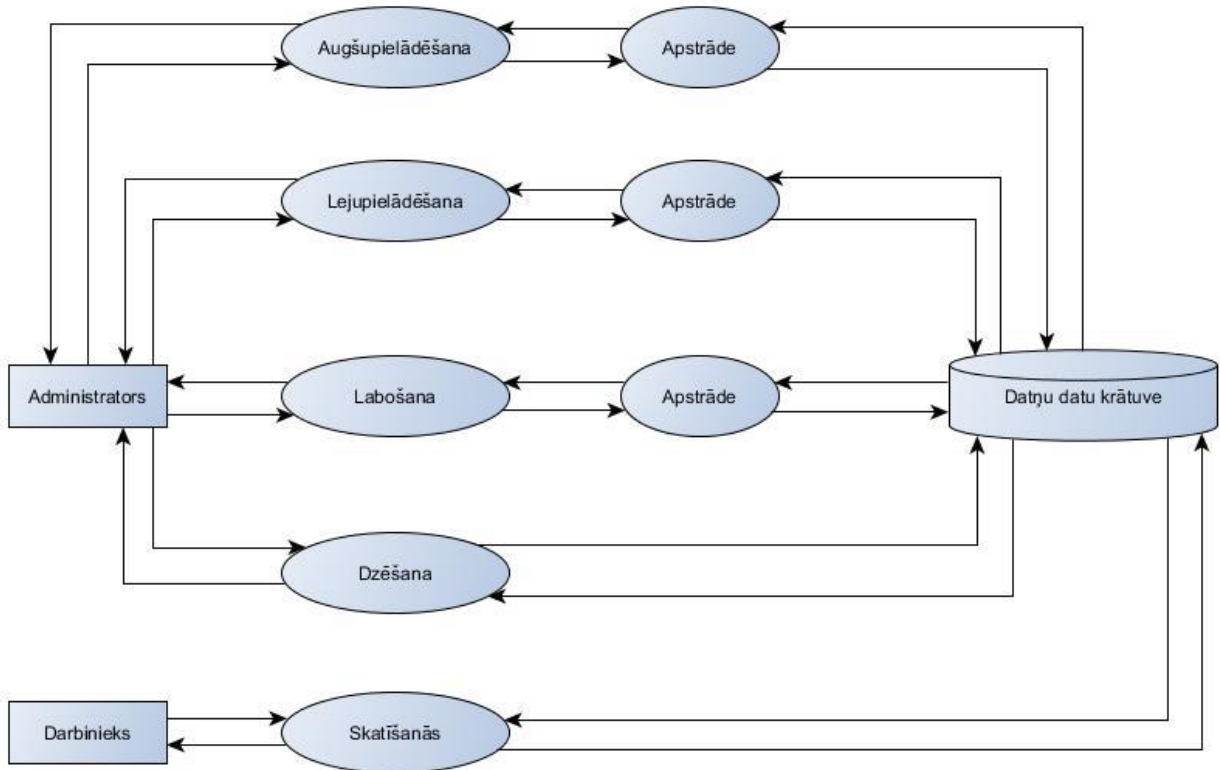 Augšupielādēšana
Apstrāde
Lejupielādēšana
Apstrāde
Administrators
Labošana
Apstrāde
Datņu datu krātuve
Dzēšana
Darbinieks
Skatīšanās